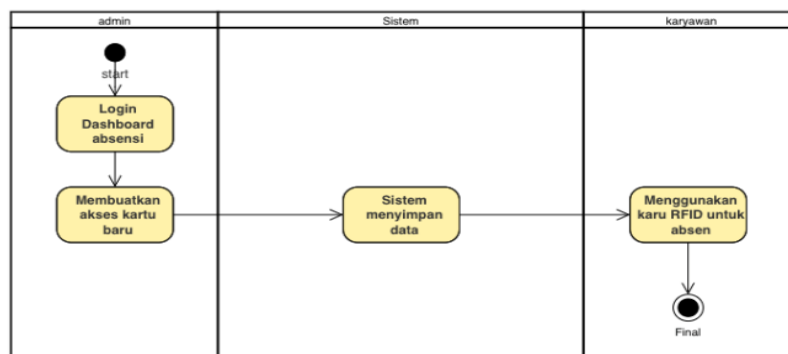 admin
Sistem
karyawan
start
Login
Dashboard
absensi
Membuatkan
akses kartu
baru
Sistem
menyimpan
data
Menggunakan
karu RFID untuk
absen
Final